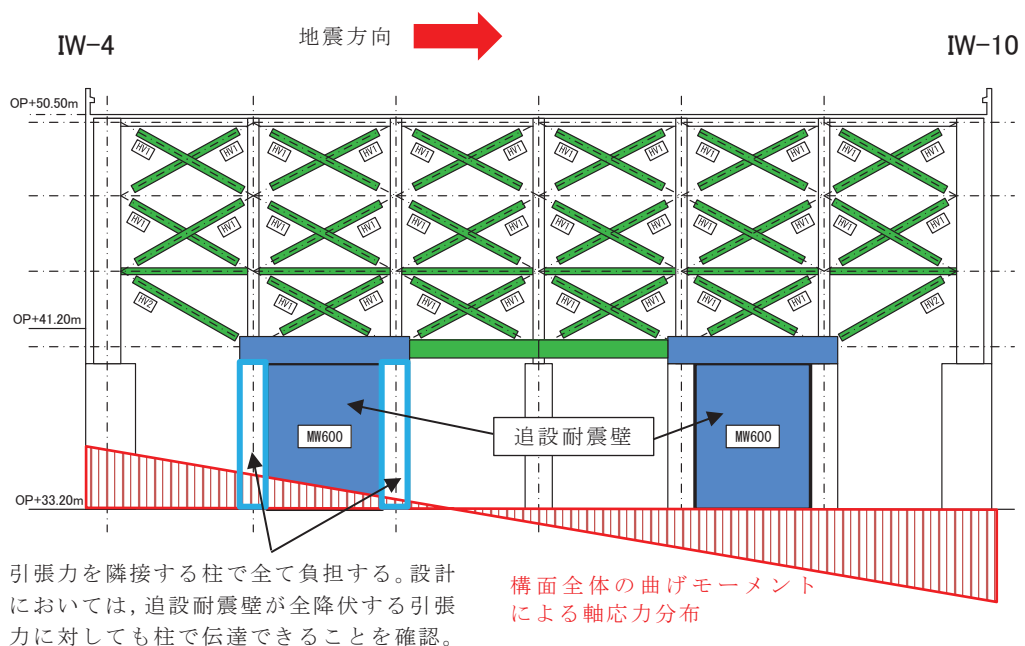 地震方向
IW-4
IW-10
OP+50.50m
HV1 HV1 HV1 HV1 HV1 HV1 HV1 HV1 HV1 HV1 HV1 HV1
HV1 HV1 HV1 HV1 HV1 HV1 HV1 HV1 HV1 HV1 HV1 HV1
HV2 HV1 HV1 HV1 HV1 HV1 HV1 HV1 HV1 HV2
OP+41.20m
MW600
追設耐震壁
MW600
OP+33.20m
引張力を隣接する柱で全て負担する。設計
においては，追設耐震壁が全降伏する引張
力に対しても柱で伝達できることを確認。
構面全体の曲げモーメント
による軸応力分布